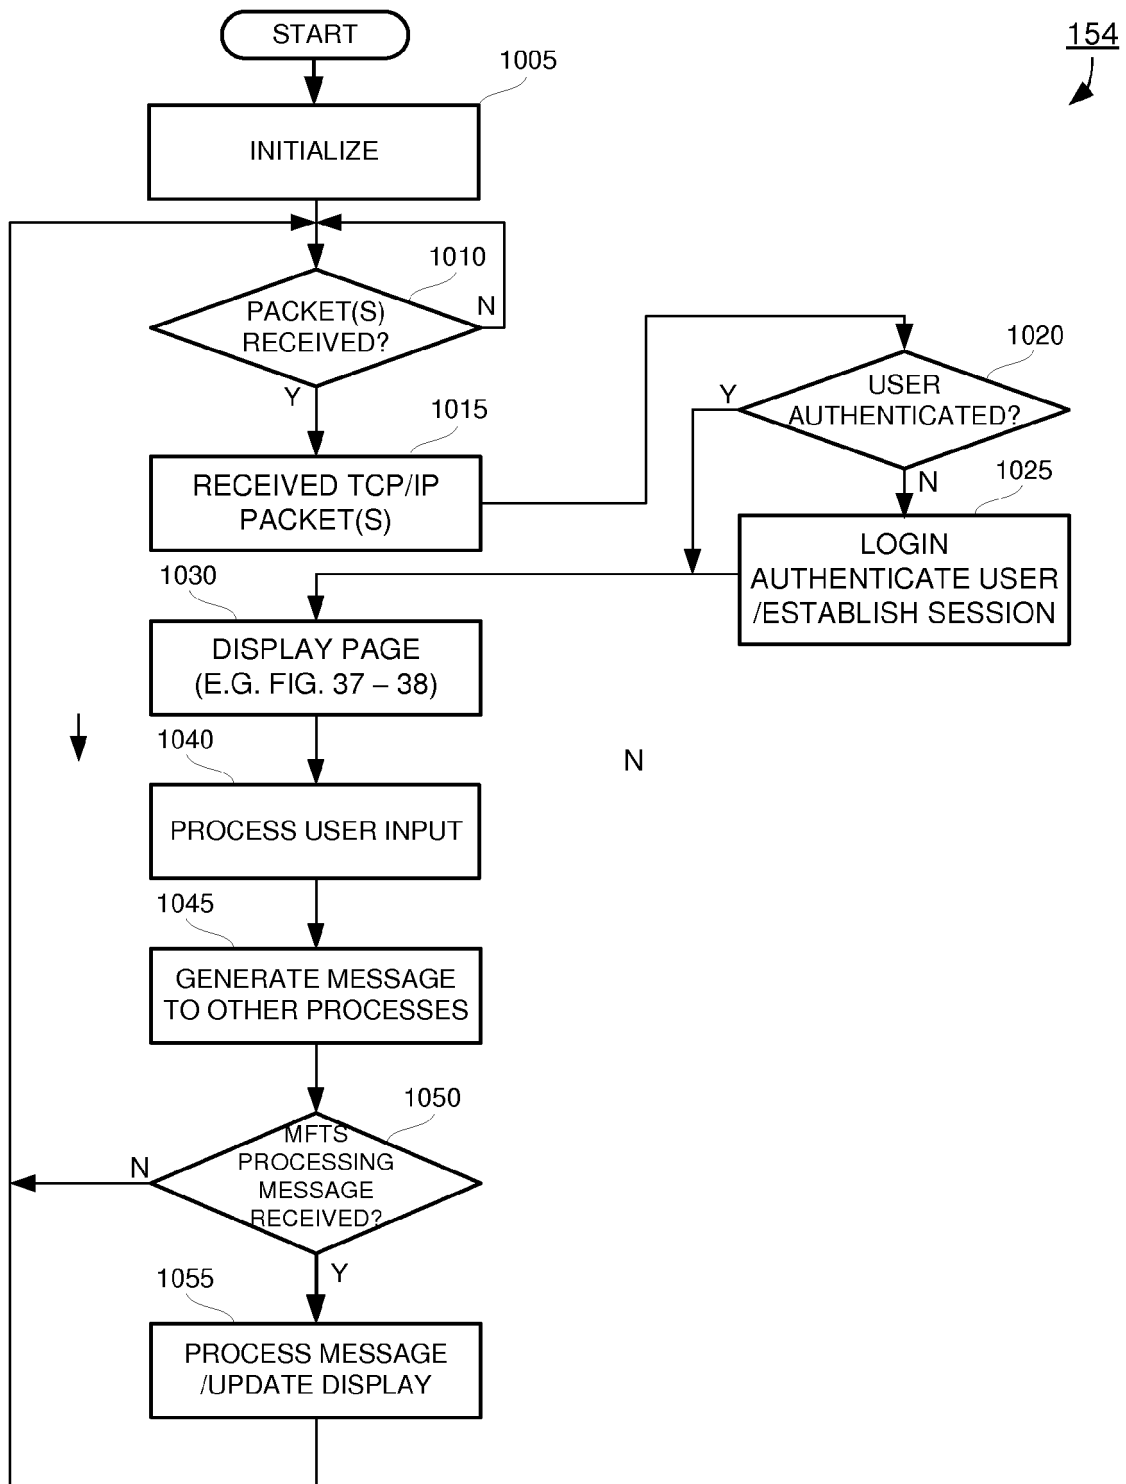 START
154
1005
INITIALIZE
1010
PACKET(S)
RECEIVED?
N
Y
1015
RECEIVED TCP/IP
PACKET(S)
1020
USER
AUTHENTICATED?
Y
N
1025
LOGIN
AUTHENTICATE USER
/ESTABLISH SESSION
1030
DISPLAY PAGE
(E.G. FIG. 37 – 38)
1040
N
PROCESS USER INPUT
1045
GENERATE MESSAGE
TO OTHER PROCESSES
1050
MFTS
PROCESSING
MESSAGE
RECEIVED?
N
Y
1055
PROCESS MESSAGE
/UPDATE DISPLAY